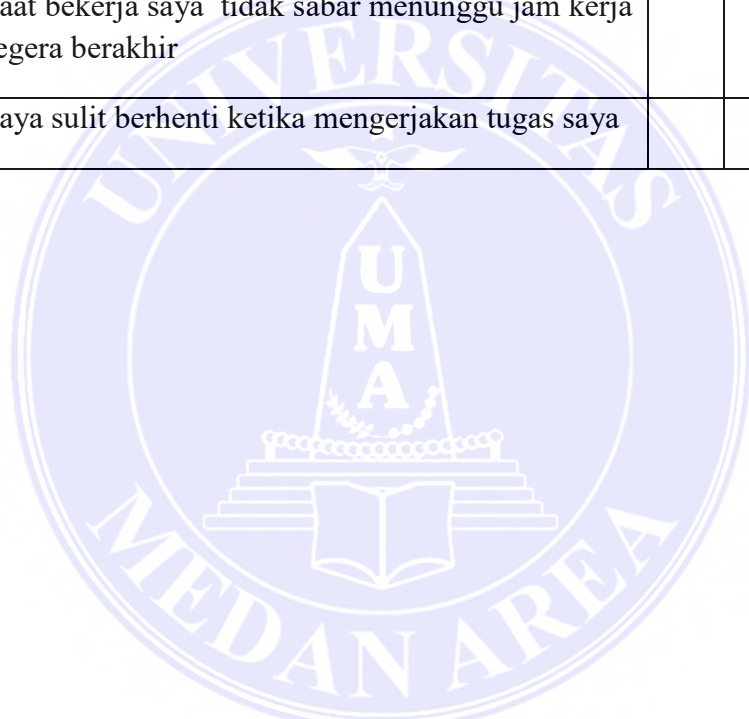 aat bekerja saya tidak sabar menunggu jam kerja
egera berakhir
aya sulit berhenti ketika mengerjakan tugas saya
UNIVERSITAS
U
M
A
MEDAN AREA